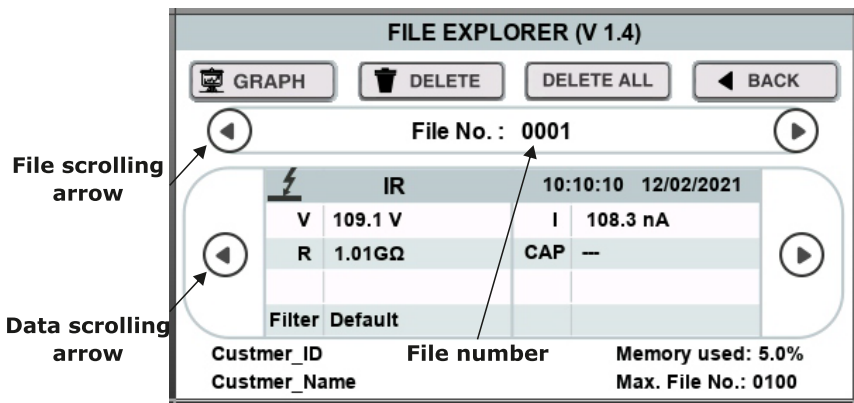 FILE EXPLORER (V 1.4)
GRAPH DELETE DELETE ALL BACK
File No. : 0001
File scrolling
arrow
IR 10:10:10 12/02/2021
V 109.1 V I 108.3 nA
R 1.01GΩ CAP ---
Filter Default
Data scrolling
arrow
File number
Custmer_ID Memory used: 5.0%
Custmer_Name Max. File No.: 0100